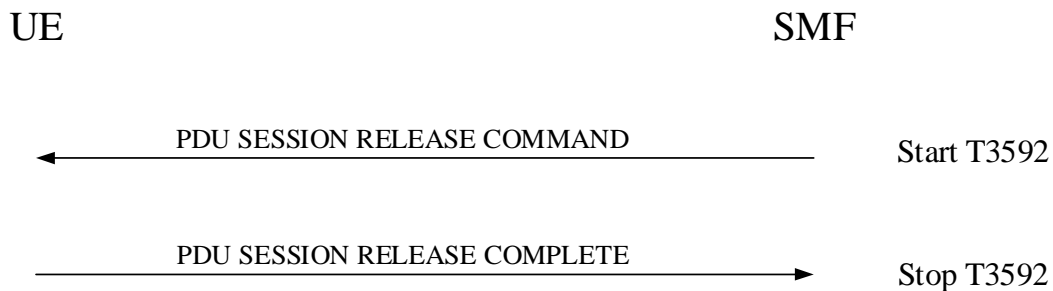 UE SMF
PDU SESSION RELEASE COMMAND Start T3592
PDU SESSION RELEASE COMPLETE Stop T3592